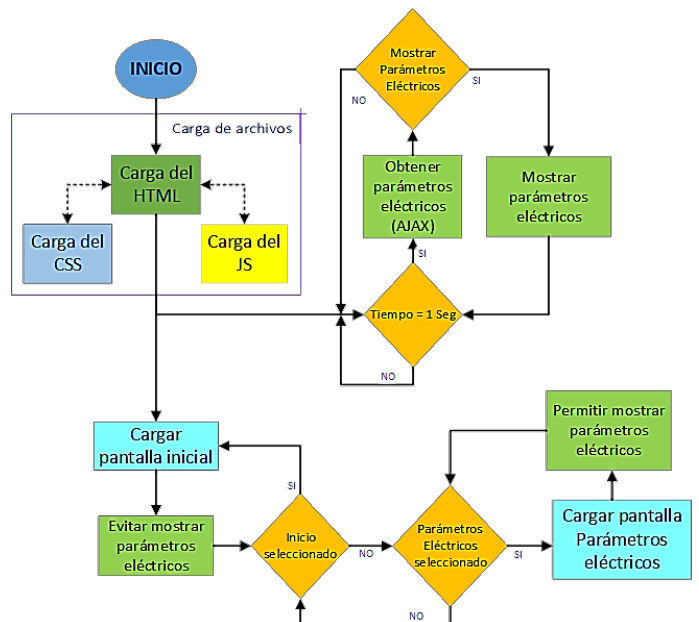 INICIO
Carga de archivos
Carga del
HTML
Carga del
CSS
Carga del
JS
Mostrar
Parámetros
Eléctricos
NO
SI
Obtener
parámetros
eléctricos
(AJAX)
Mostrar
parámetros
eléctricos
SI
Tiempo = 1 Seg
NO
Cargar
pantalla inicial
Evitar mostrar
parámetros
eléctricos
SI
Inicio
seleccionado
NO
Parámetros
Eléctricos
seleccionado
SI
NO
Permitir mostrar
parámetros
eléctricos
Cargar pantalla
Parámetros
eléctricos